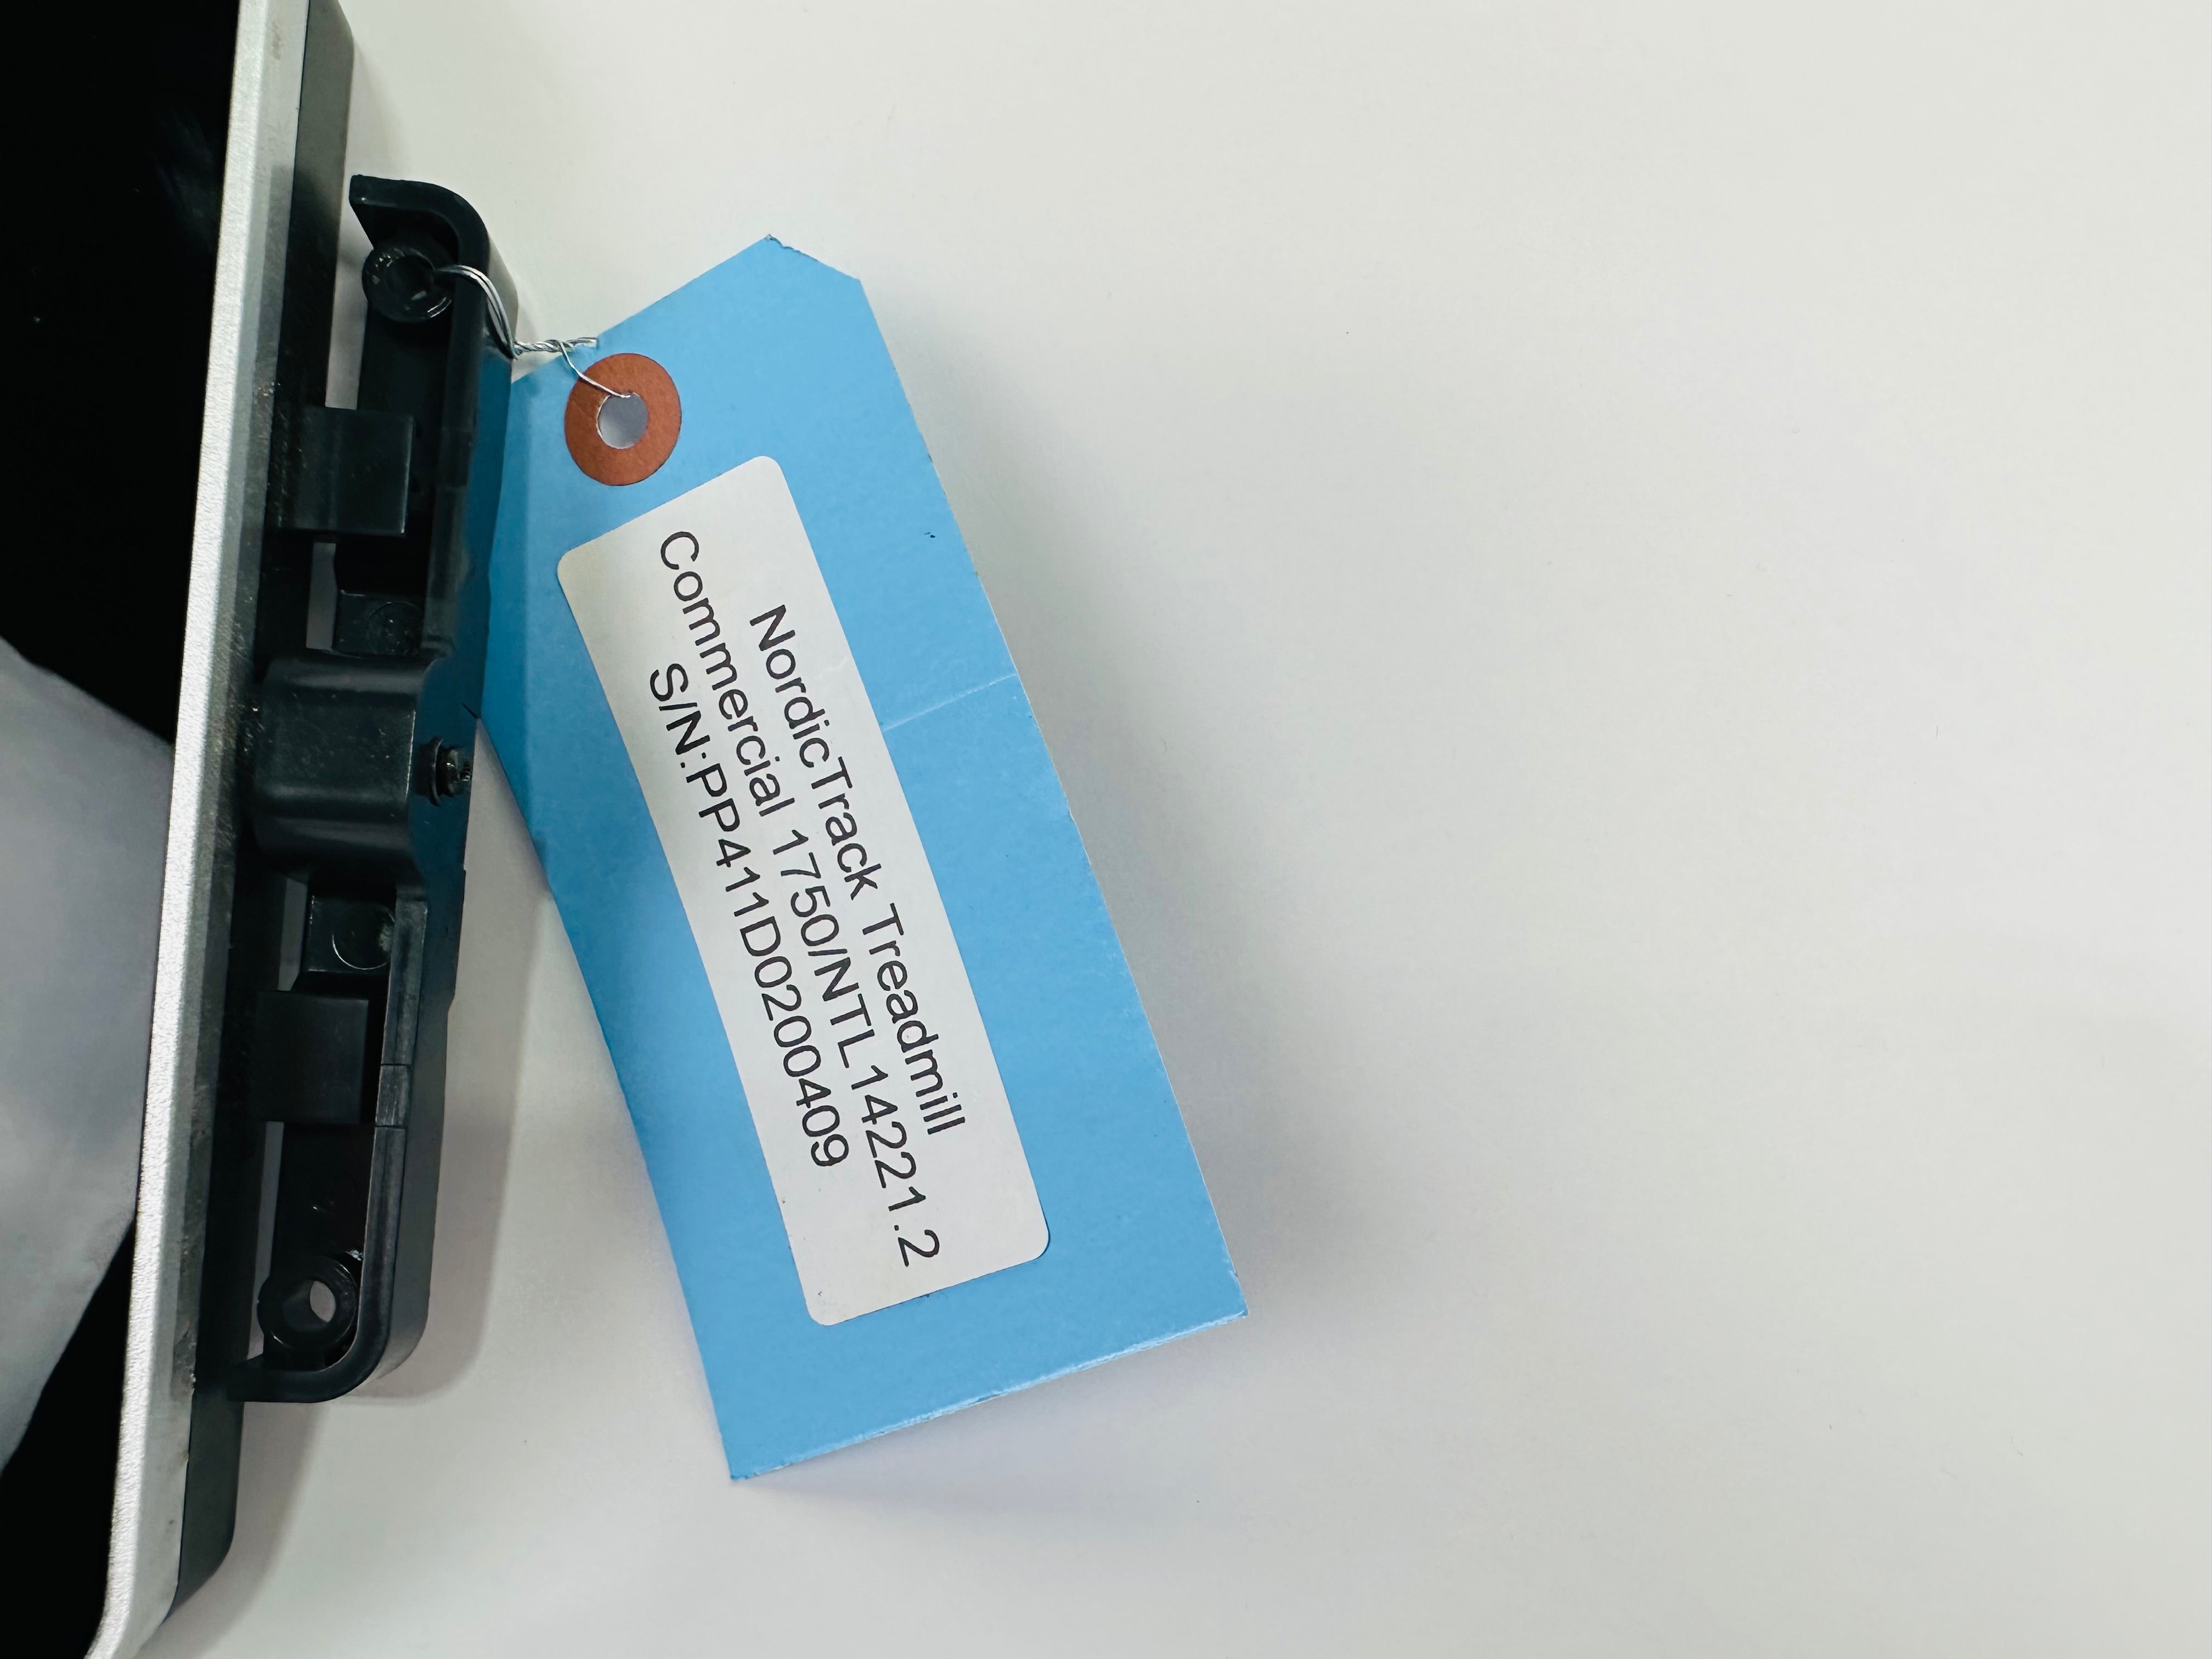 NordicTrack Treadmill
Commercial 1750/NTL14221.2
S/N:PP411D0200409